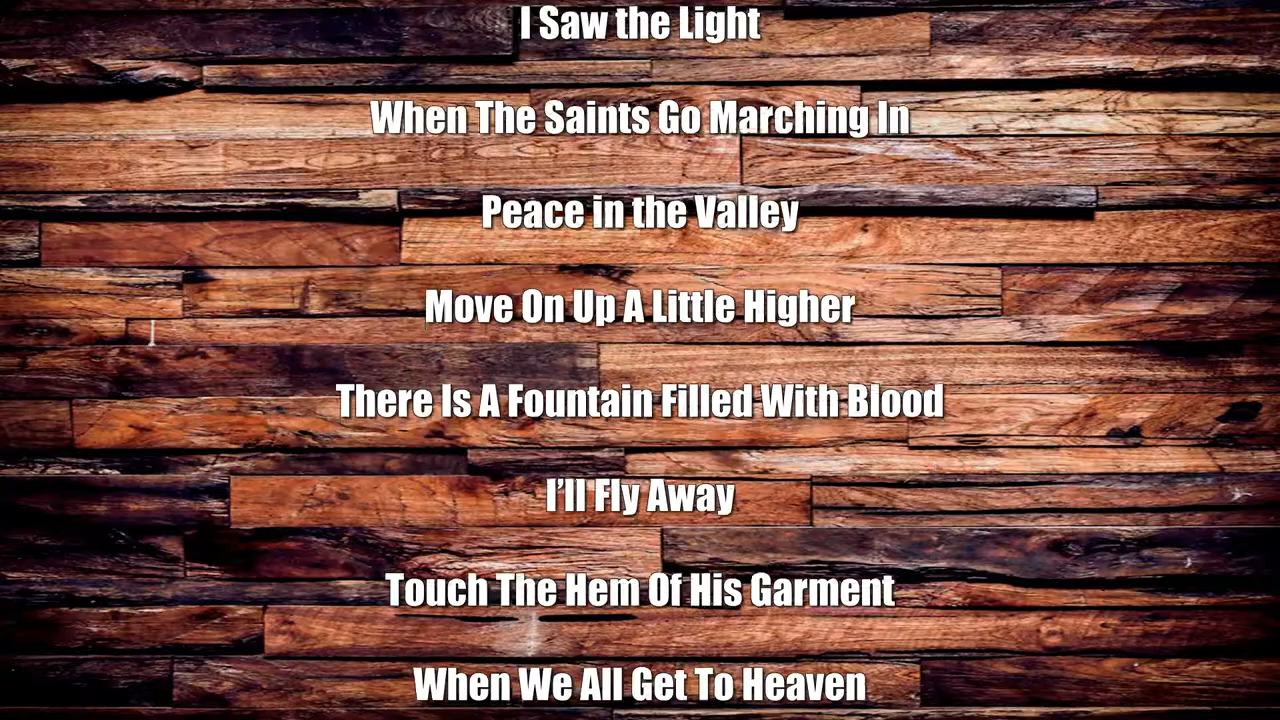 I Saw the Light
When The Saints Go Marching In
Peace in the Valley
Move On Up A Little Higher
There Is A Fountain Filled With Blood
I’ll Fly Away
Touch The Hem Of His Garment
When We All Get To Heaven